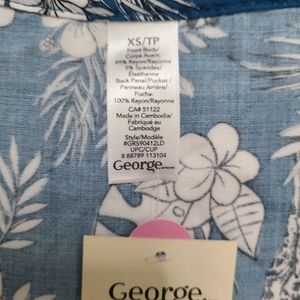 XS/TP
Front Body/
Corps Avant:
95% Rayon/Rayonne
5% Spandex/
Élasthanne
Back Panel/Pocket /
Panneau Arrière/
Poche:
100% Rayon/Rayonne
CA# 51122
Made in Cambodia/
Fabriqué au
Cambodge
Style/Modèle
#GRS90412LD
UPC/CUP
8 88789 113104
George
George